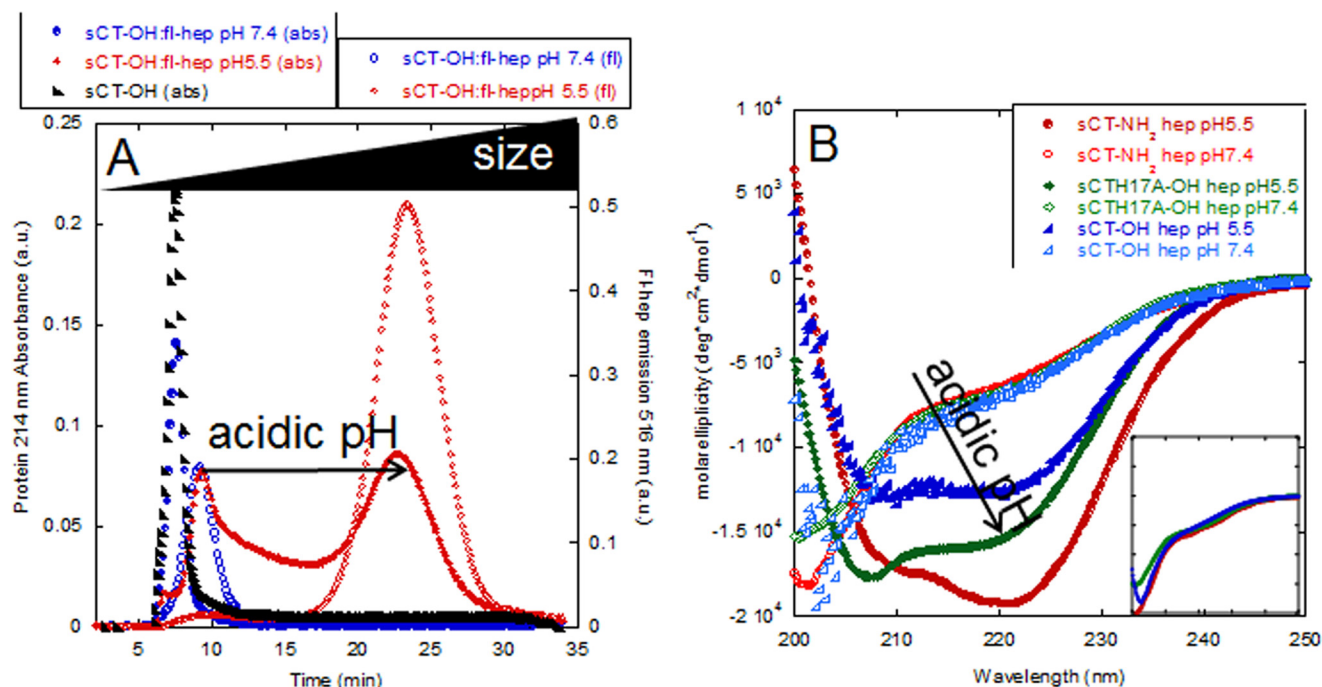 sCT-OH:fl-hep pH 7.4 (abs)
sCT-OH:fl-hep pH5.5 (abs)
sCT-OH (abs)
sCT-OH:fl-hep pH 7.4 (fl)
sCT-OH:fl-heppH 5.5 (fl)
A
size
acidic pH
Protein 214 nm Absorbance (a.u.)
0.25
0.2
0.15
0.1
0.05
0
0.6
0.5
0.4
0.3
0.2
0.1
0
Fl-hep emission 516 nm (a.u)
5 10 15 20 25 30 35
Time (min)
B
sCT-NH2 hep pH5.5
sCT-NH2 hep pH7.4
sCTH17A-OH hep pH5.5
sCTH17A-OH hep pH7.4
sCT-OH hep pH 5.5
sCT-OH hep pH 7.4
acidic pH
molarellipticity (deg*cm2*dmol-1)
1 10⁴
5 10³
0
-5 10³
-1 10⁴
-1.5 10⁴
-2 10⁴
200 210 220 230 240 250
Wavelength (nm)